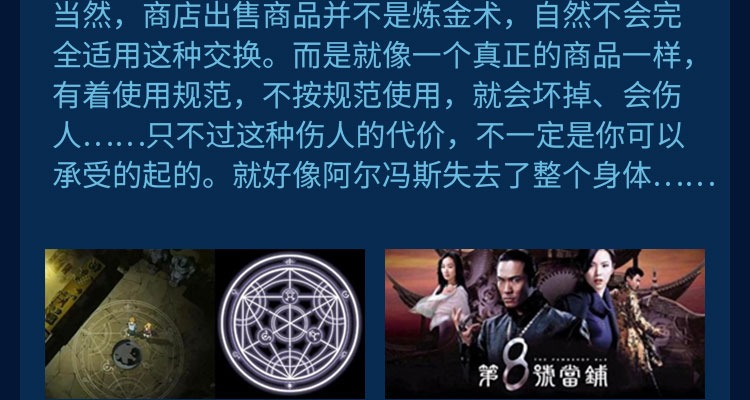 当然，商店出售商品并不是炼金术，自然不会完
全适用这种交换。而是就像一个真正的商品一样，
有着使用规范，不按规范使用，就会坏掉、会伤
人……只不过这种伤人的代价，不一定是你可以
承受的起的。就好像阿尔冯斯失去了整个身体……
THE PAWNSHOP No.8
第8號當鋪